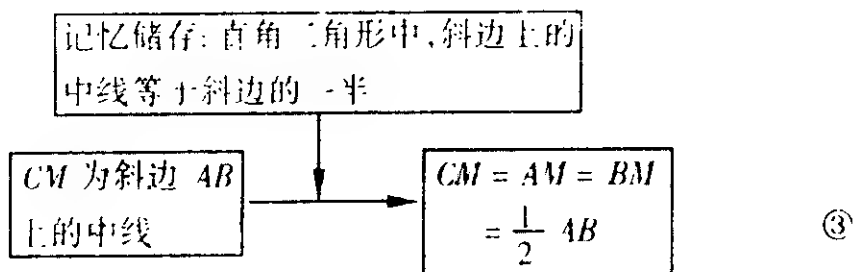 记忆储存:直角三角形中,斜边上的
中线等于斜边的一半
CM 为斜边 AB
上的中线
CM = AM = BM
= 1/2 AB
③